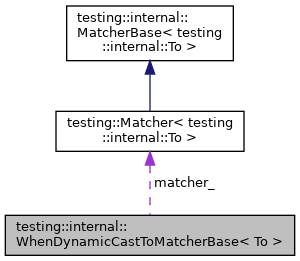 testing::internal::
MatcherBase< testing
::internal::To >
testing::Matcher< testing
::internal::To >
matcher_
testing::internal::
WhenDynamicCastToMatcherBase< To >